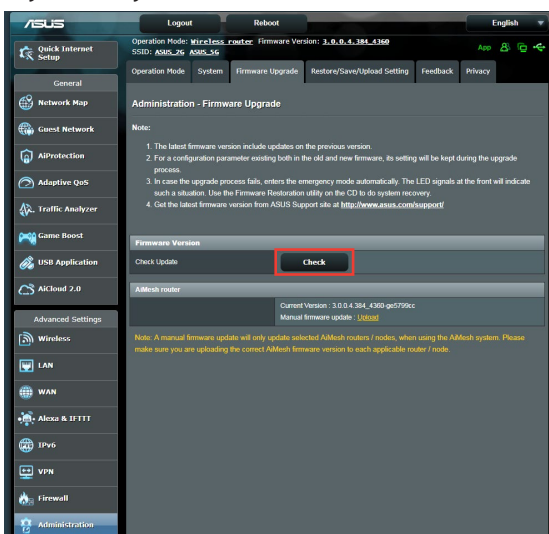 ASUS
Logout
Reboot
English
Operation Mode: Wireless router Firmware Version: 3.0.0.4.384_4360
SSID: ASUS_2G ASUS_5G
App
Quick Internet
Setup
Operation Mode
System
Firmware Upgrade
Restore/Save/Upload Setting
Feedback
Privacy
General
Network Map
Guest Network
AiProtection
Adaptive QoS
Traffic Analyzer
Game Boost
USB Application
AiCloud 2.0
Advanced Settings
Wireless
LAN
WAN
Alexa & IFTTT
IPv6
VPN
Firewall
Administration
Administration - Firmware Upgrade
Note:
1. The latest firmware version include updates on the previous version.
2. For a configuration parameter existing both in the old and new firmware, its setting will be kept during the upgrade
process.
3. In case the upgrade process fails, enters the emergency mode automatically. The LED signals at the front will indicate
such a situation. Use the Firmware Restoration utility on the CD to do system recovery.
4. Get the latest firmware version from ASUS Support site at http://www.asus.com/support/
Firmware Version
Check Update
Check
AiMesh router
Current Version : 3.0.0.4.384_4360-ge5799cc
Manual firmware update : Upload
Note: A manual firmware update will only update selected AiMesh routers / nodes, when using the AiMesh system. Please
make sure you are uploading the correct AiMesh firmware version to each applicable router / node.